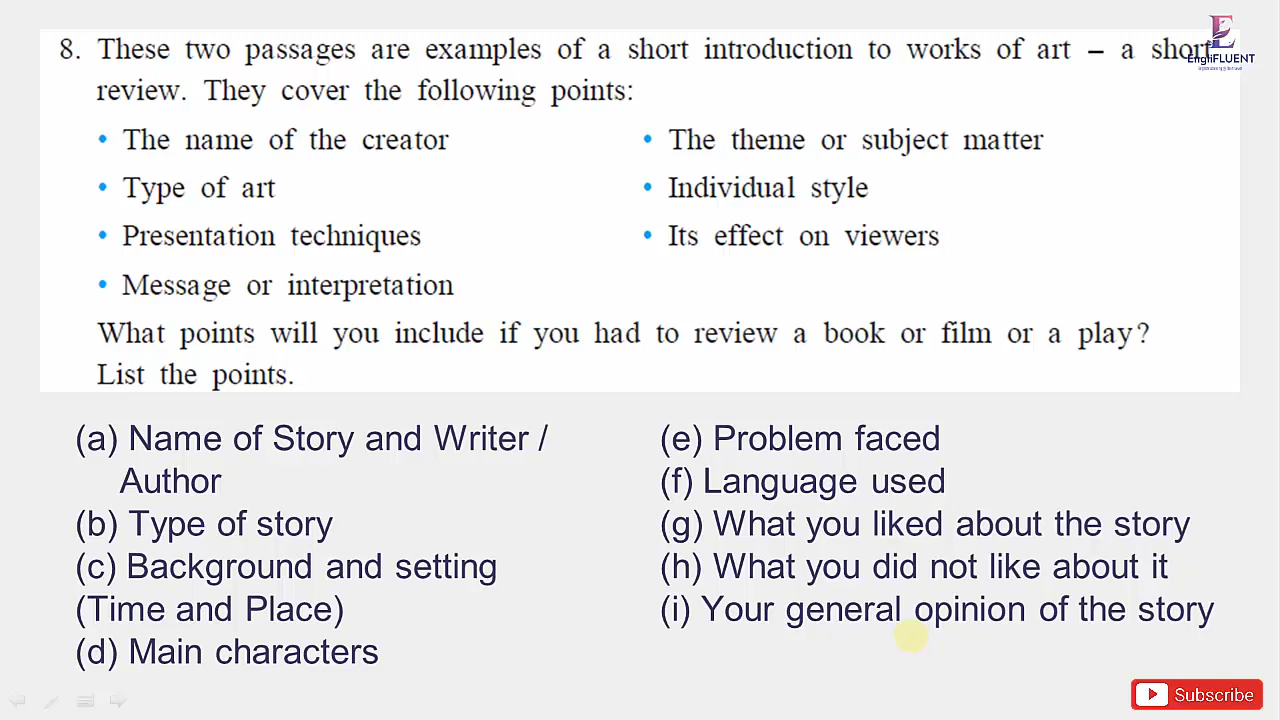 8. These two passages are examples of a short introduction to works of art – a short
review. They cover the following points:
• The name of the creator
• The theme or subject matter
• Type of art
• Individual style
• Presentation techniques
• Its effect on viewers
• Message or interpretation
What points will you include if you had to review a book or film or a play?
List the points.
(a) Name of Story and Writer /
Author
(b) Type of story
(c) Background and setting
(Time and Place)
(d) Main characters
(e) Problem faced
(f) Language used
(g) What you liked about the story
(h) What you did not like about it
(i) Your general opinion of the story
E
EngliFLUENT
Subscribe